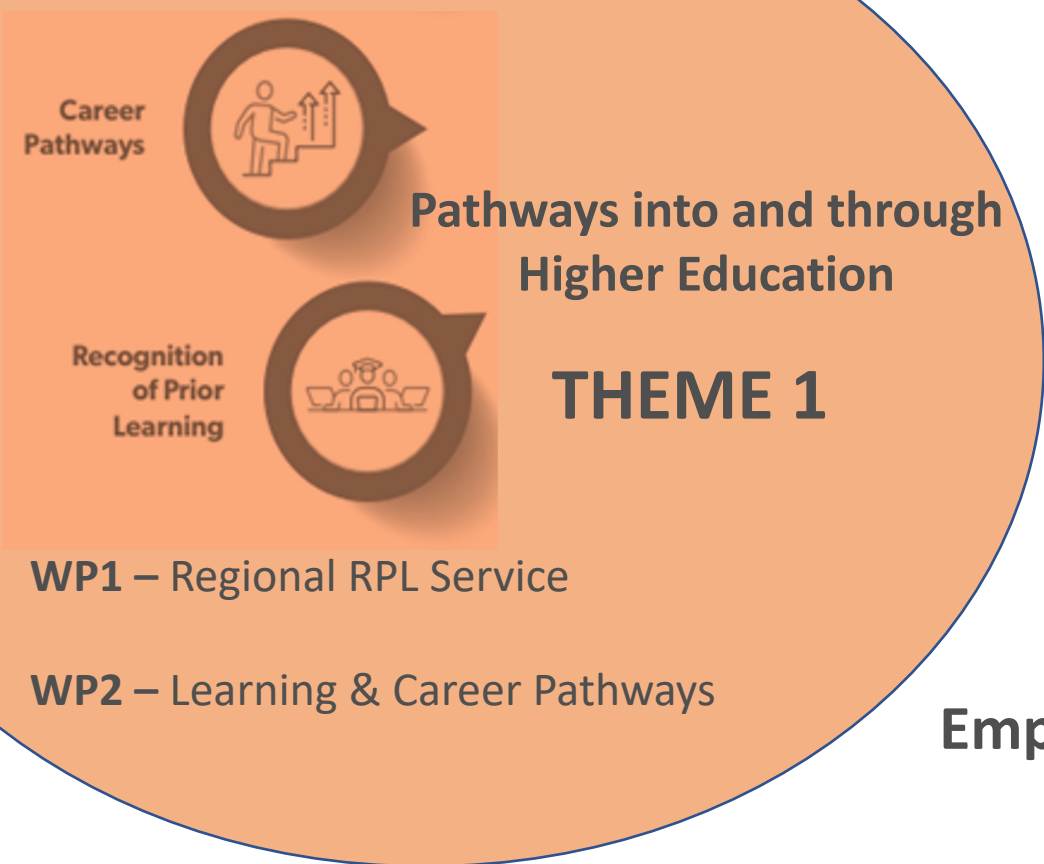 Career
Pathways
Pathways into and through
Higher Education
Recognition
of Prior
Learning
THEME 1
WP1 – Regional RPL Service
WP2 – Learning & Career Pathways
Emp